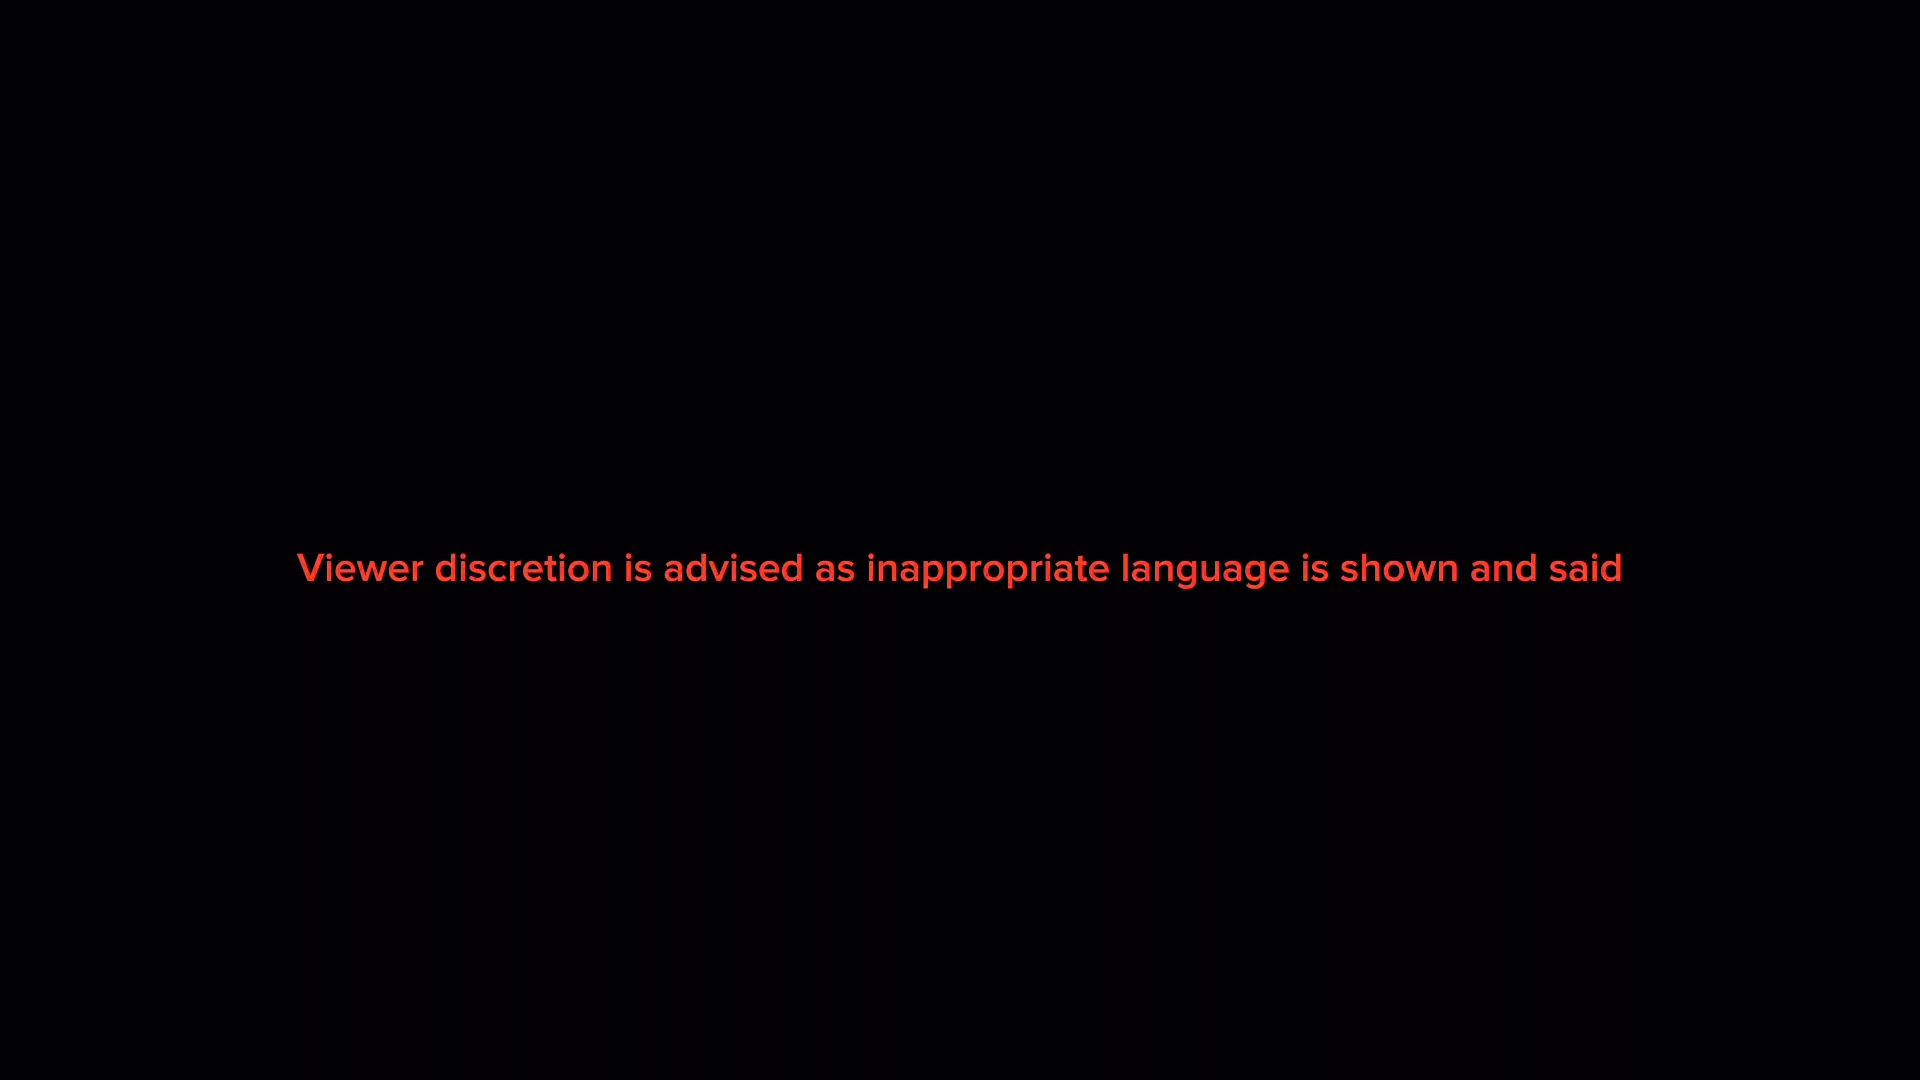 Viewer discretion is advised as inappropriate language is shown and said